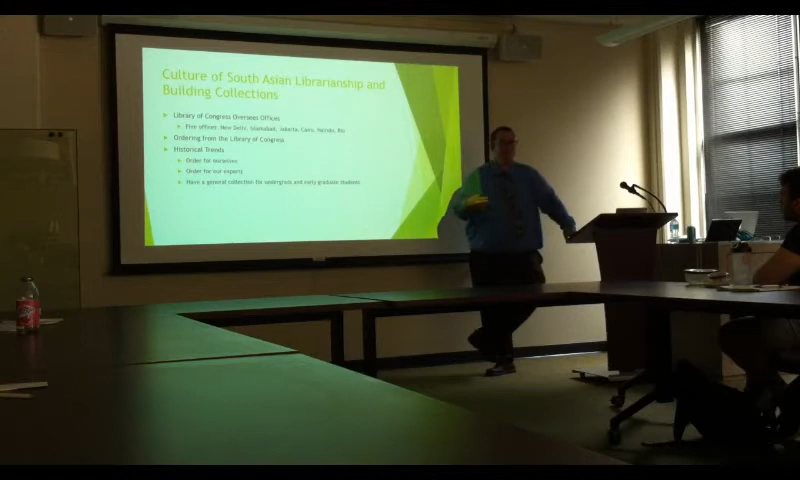 Culture of South Asian Librarianship and
Building Collections
Library of Congress Overseas Offices
Five offices: New Delhi, Islamabad, Jakarta, Cairo, Nairobi, Rio
Ordering from the Library of Congress
Historical Trends
Order for ourselves
Order for our experts
Have a general collection for undergrads and early graduate students